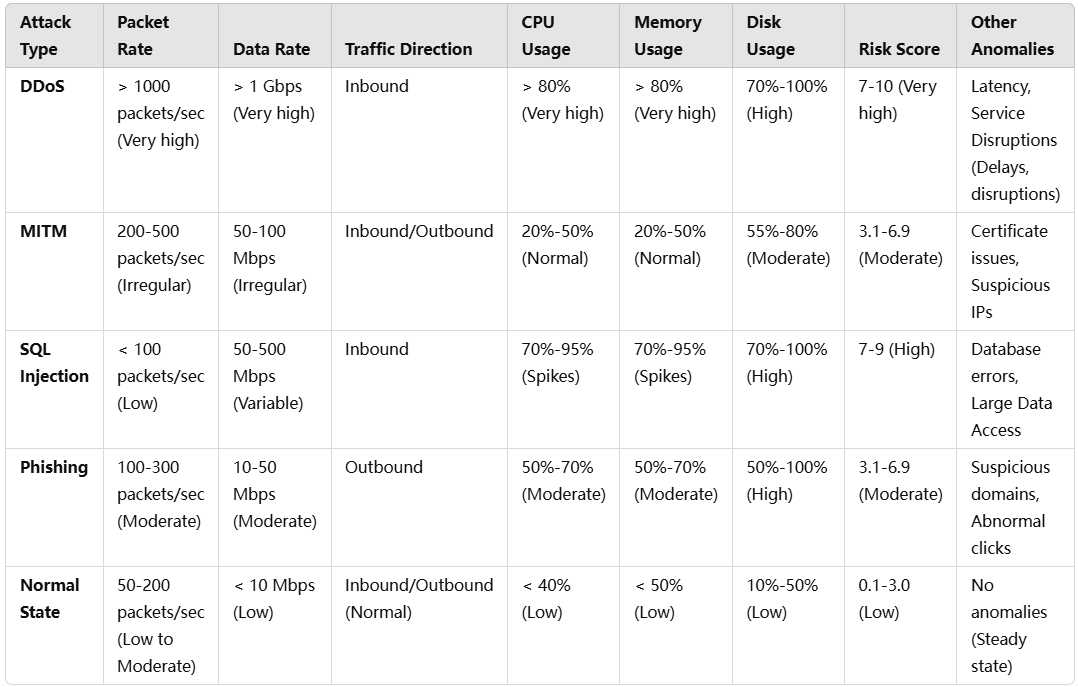 Attack Type | Packet Rate | Data Rate | Traffic Direction | CPU Usage | Memory Usage | Disk Usage | Risk Score | Other Anomalies
DDoS | > 1000 packets/sec (Very high) | > 1 Gbps (Very high) | Inbound | > 80% (Very high) | > 80% (Very high) | 70%-100% (High) | 7-10 (Very high) | Latency, Service Disruptions (Delays, disruptions)
MITM | 200-500 packets/sec (Irregular) | 50-100 Mbps (Irregular) | Inbound/Outbound | 20%-50% (Normal) | 20%-50% (Normal) | 55%-80% (Moderate) | 3.1-6.9 (Moderate) | Certificate issues, Suspicious IPs
SQL Injection | < 100 packets/sec (Low) | 50-500 Mbps (Variable) | Inbound | 70%-95% (Spikes) | 70%-95% (Spikes) | 70%-100% (High) | 7-9 (High) | Database errors, Large Data Access
Phishing | 100-300 packets/sec (Moderate) | 10-50 Mbps (Moderate) | Outbound | 50%-70% (Moderate) | 50%-70% (Moderate) | 50%-100% (High) | 3.1-6.9 (Moderate) | Suspicious domains, Abnormal clicks
Normal State | 50-200 packets/sec (Low to Moderate) | < 10 Mbps (Low) | Inbound/Outbound (Normal) | < 40% (Low) | < 50% (Low) | 10%-50% (Low) | 0.1-3.0 (Low) | No anomalies (Steady state)